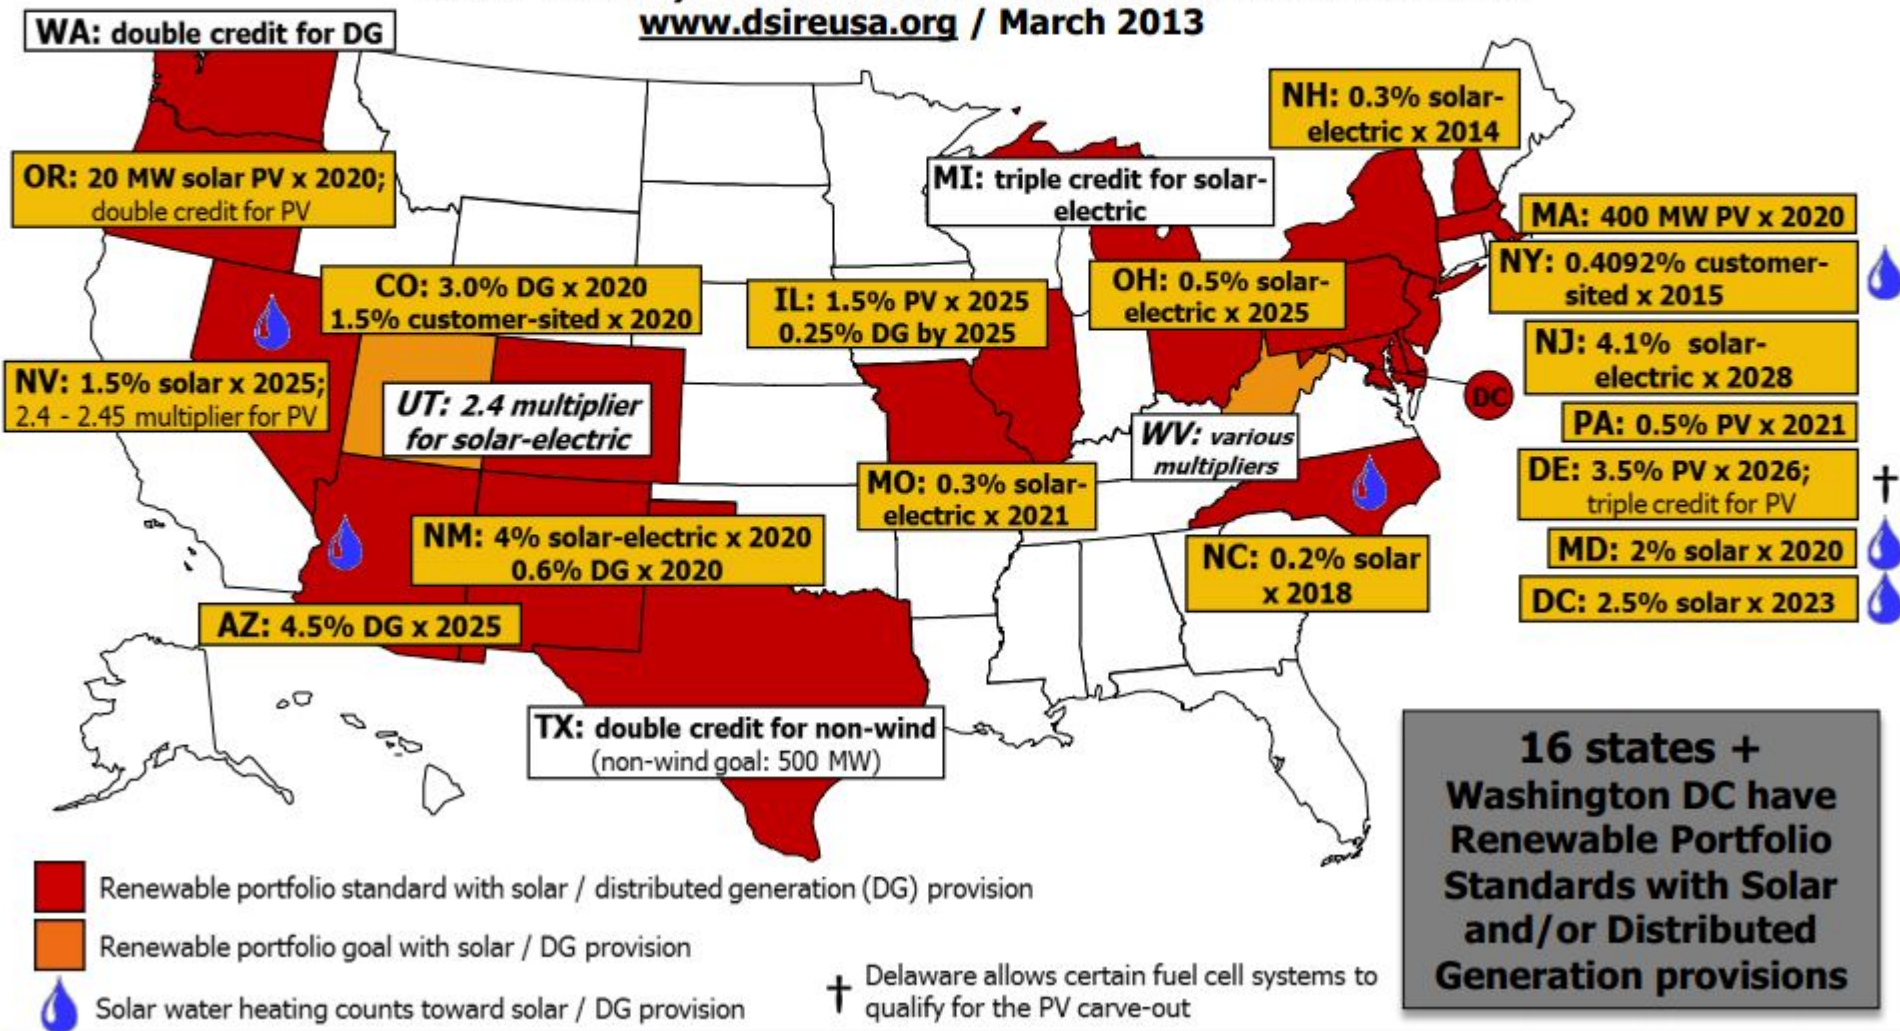 www.dsireusa.org / March 2013
WA: double credit for DG
NH: 0.3% solar-
electric x 2014
OR: 20 MW solar PV x 2020;
double credit for PV
MI: triple credit for solar-
electric
MA: 400 MW PV x 2020
NY: 0.4092% customer-
sited x 2015
CO: 3.0% DG x 2020
1.5% customer-sited x 2020
IL: 1.5% PV x 2025
0.25% DG by 2025
OH: 0.5% solar-
electric x 2025
NJ: 4.1% solar-
electric x 2028
NV: 1.5% solar x 2025;
2.4 - 2.45 multiplier for PV
UT: 2.4 multiplier
for solar-electric
DC
PA: 0.5% PV x 2021
WV: various
multipliers
DE: 3.5% PV x 2026;
triple credit for PV
†
MO: 0.3% solar-
electric x 2021
NM: 4% solar-electric x 2020
0.6% DG x 2020
NC: 0.2% solar
x 2018
MD: 2% solar x 2020
DC: 2.5% solar x 2023
AZ: 4.5% DG x 2025
TX: double credit for non-wind
(non-wind goal: 500 MW)
16 states +
Washington DC have
Renewable Portfolio
Standards with Solar
and/or Distributed
Generation provisions
Renewable portfolio standard with solar / distributed generation (DG) provision
Renewable portfolio goal with solar / DG provision
Solar water heating counts toward solar / DG provision
† Delaware allows certain fuel cell systems to
qualify for the PV carve-out